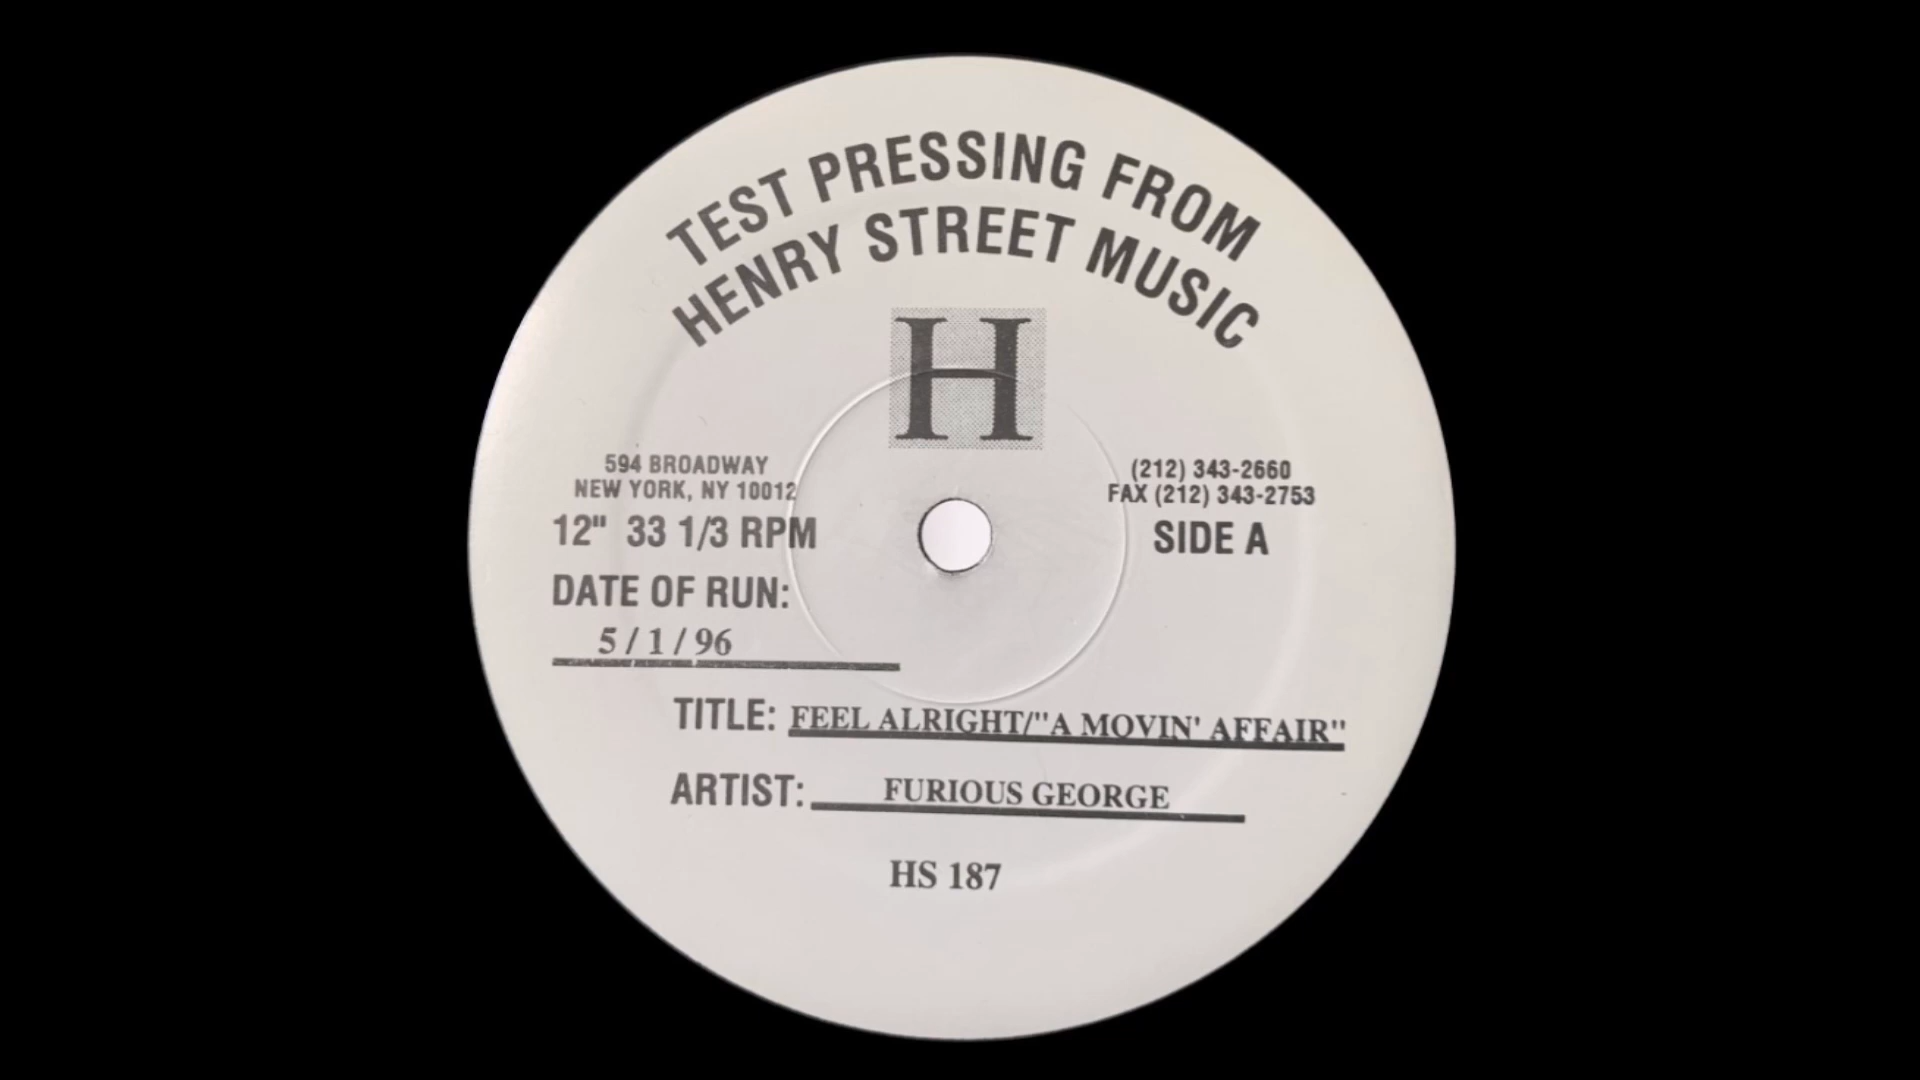 TEST PRESSING FROM
HENRY STREET MUSIC
H
594 BROADWAY
NEW YORK, NY 10012
(212) 343-2660
FAX (212) 343-2753
12" 33 1/3 RPM
SIDE A
DATE OF RUN:
5 / 1 / 96
TITLE: FEEL ALRIGHT/"A MOVIN' AFFAIR"
ARTIST: FURIOUS GEORGE
HS 187